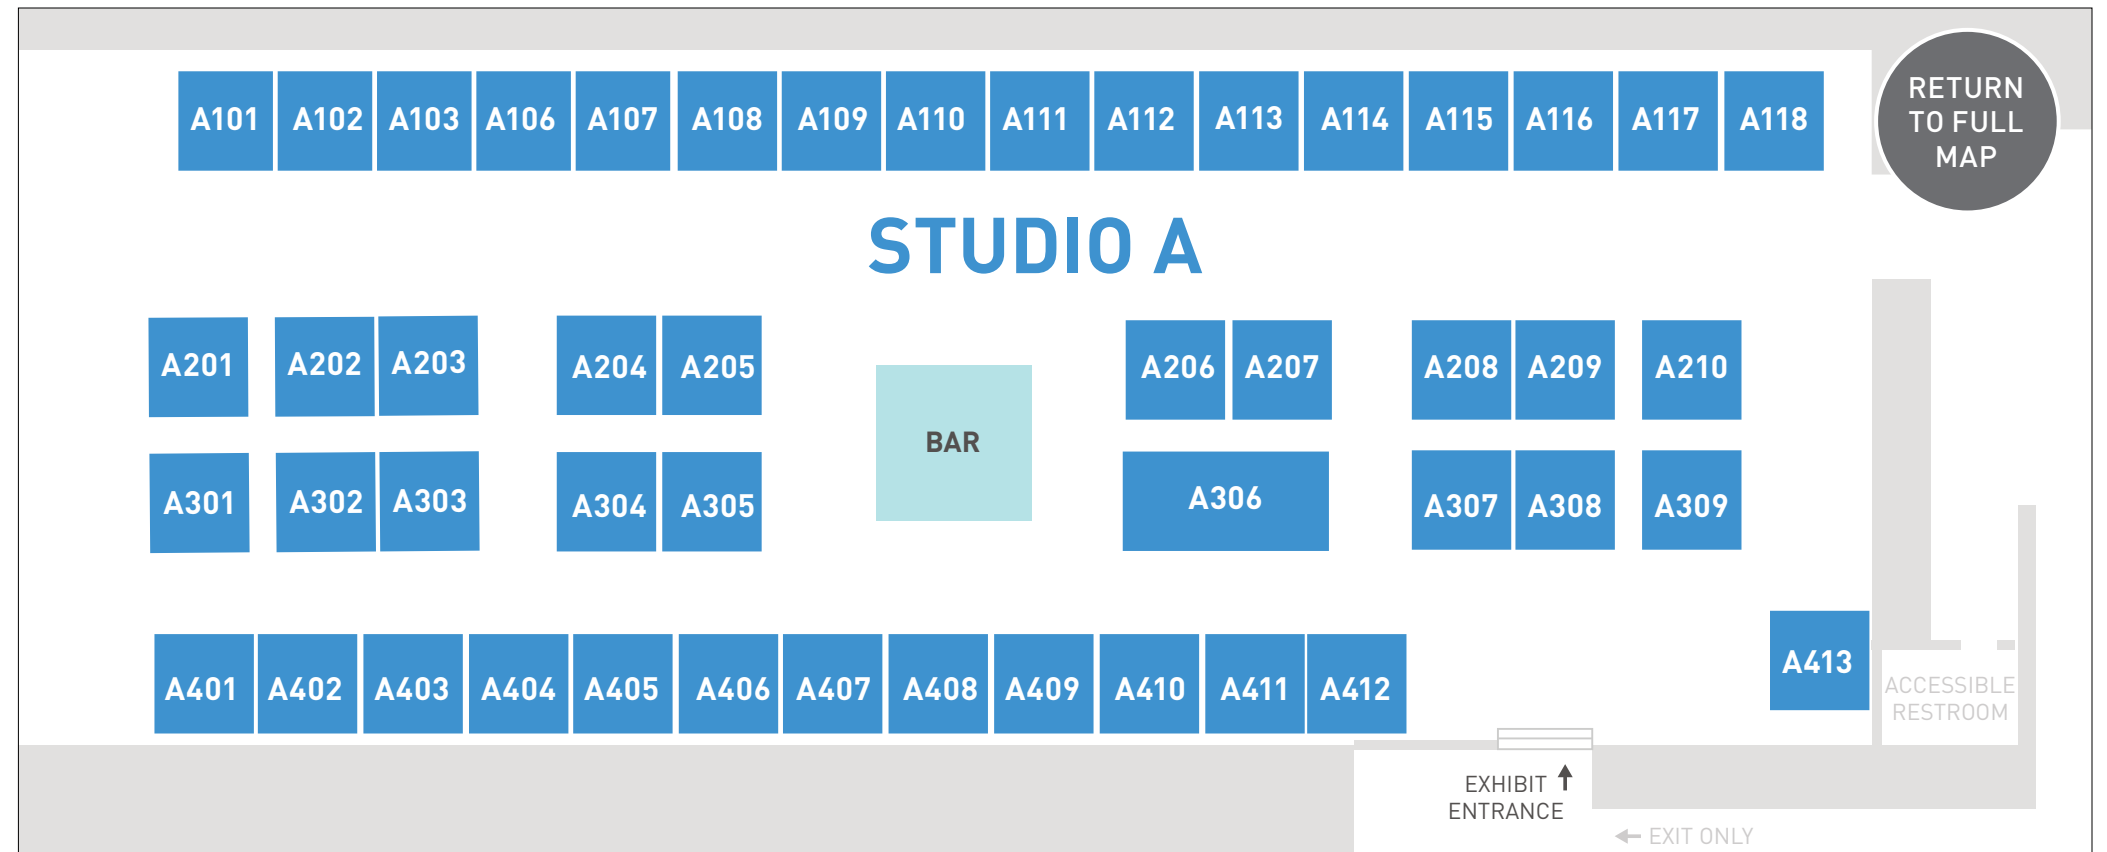 A101 A102 A103 A106 A107 A108 A109 A110 A111 A112 A113 A114 A115 A116 A117 A118
RETURN
TO FULL
MAP
STUDIO A
A201 A202 A203 A204 A205 A206 A207 A208 A209 A210
BAR
A301 A302 A303 A304 A305 A306 A307 A308 A309
A401 A402 A403 A404 A405 A406 A407 A408 A409 A410 A411 A412 A413
ACCESSIBLE
RESTROOM
EXHIBIT
ENTRANCE
EXIT ONLY